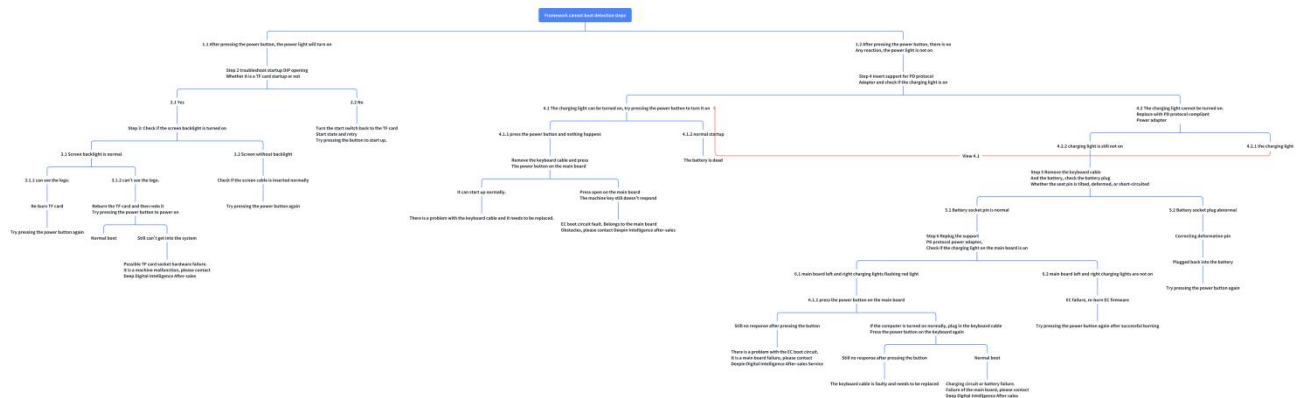 Framework cannot boot detection steps
1.1 After pressing the power button, the power light will turn on
1.2 After pressing the power button, there is no
Any reaction, the power light is not on
Step 2 troubleshoot startup DIP opening
Whether it is a TF card startup or not
Step 4 Insert support for PD protocol
Adapter and check if the charging light is on
2.1 Yes
2.2 No
4.1 The charging light can be turned on, try pressing the power button to turn it on
4.2 The charging light cannot be turned on.
Replace with PD protocol compliant
Power adapter
Step 3: Check if the screen backlight is turned on
Turn the start switch back to the TF card
Start state and retry
Try pressing the button to start up.
4.1.1 press the power button and nothing happens
4.1.2 normal startup
4.2.2 charging light is still not on
4.2.1 the charging light
3.1 Screen backlight is normal
3.2 Screen without backlight
Remove the keyboard cable and press
The power button on the main board
The battery is dead
View 4.1
3.1.1 can see the logo.
3.1.2 can't see the logo.
Check if the screen cable is inserted normally
Step 5 Remove the keyboard cable
And the battery, check the battery plug
Whether the seat pin is tilted, deformed, or short-circuited
It can start up normally.
Press open on the main board
The machine key still doesn't respond
Re-burn TF card
Reburn the TF card and then redo it
Try pressing the power button to power on
Try pressing the power button again
5.1 Battery socket pin is normal
5.2 Battery socket plug abnormal
There is a problem with the keyboard cable and it needs to be replaced.
EC boot circuit fault, Belongs to the main board
Obstacles, please contact Deepin Intelligence after-sales
Try pressing the power button again
Normal boot
Still can't get into the system
Step 6 Replug the support
PD protocol power adapter,
Check if the charging light on the main board is on
Correcting deformation pin
Possible TF card socket hardware failure.
It is a machine malfunction, please contact
Deep Digital Intelligence After-sales
Plugged back into the battery
6.1 main board left and right charging lights flashing red light
6.2 main board left and right charging lights are not on
Try pressing the power button again
6.1.1 press the power button on the main board
EC failure, re-burn EC firmware
Still no response after pressing the button
If the computer is turned on normally, plug in the keyboard cable
Press the power button on the keyboard again
Try pressing the power button again after successful burning
There is a problem with the EC boot circuit.
It is a main board failure, please contact
Deepin Digital Intelligence After-sales Service
Still no response after pressing the button
Normal boot
The keyboard cable is faulty and needs to be replaced
Charging circuit or battery failure.
Failure of the main board, please contact
Deep Digital Intelligence After-sales